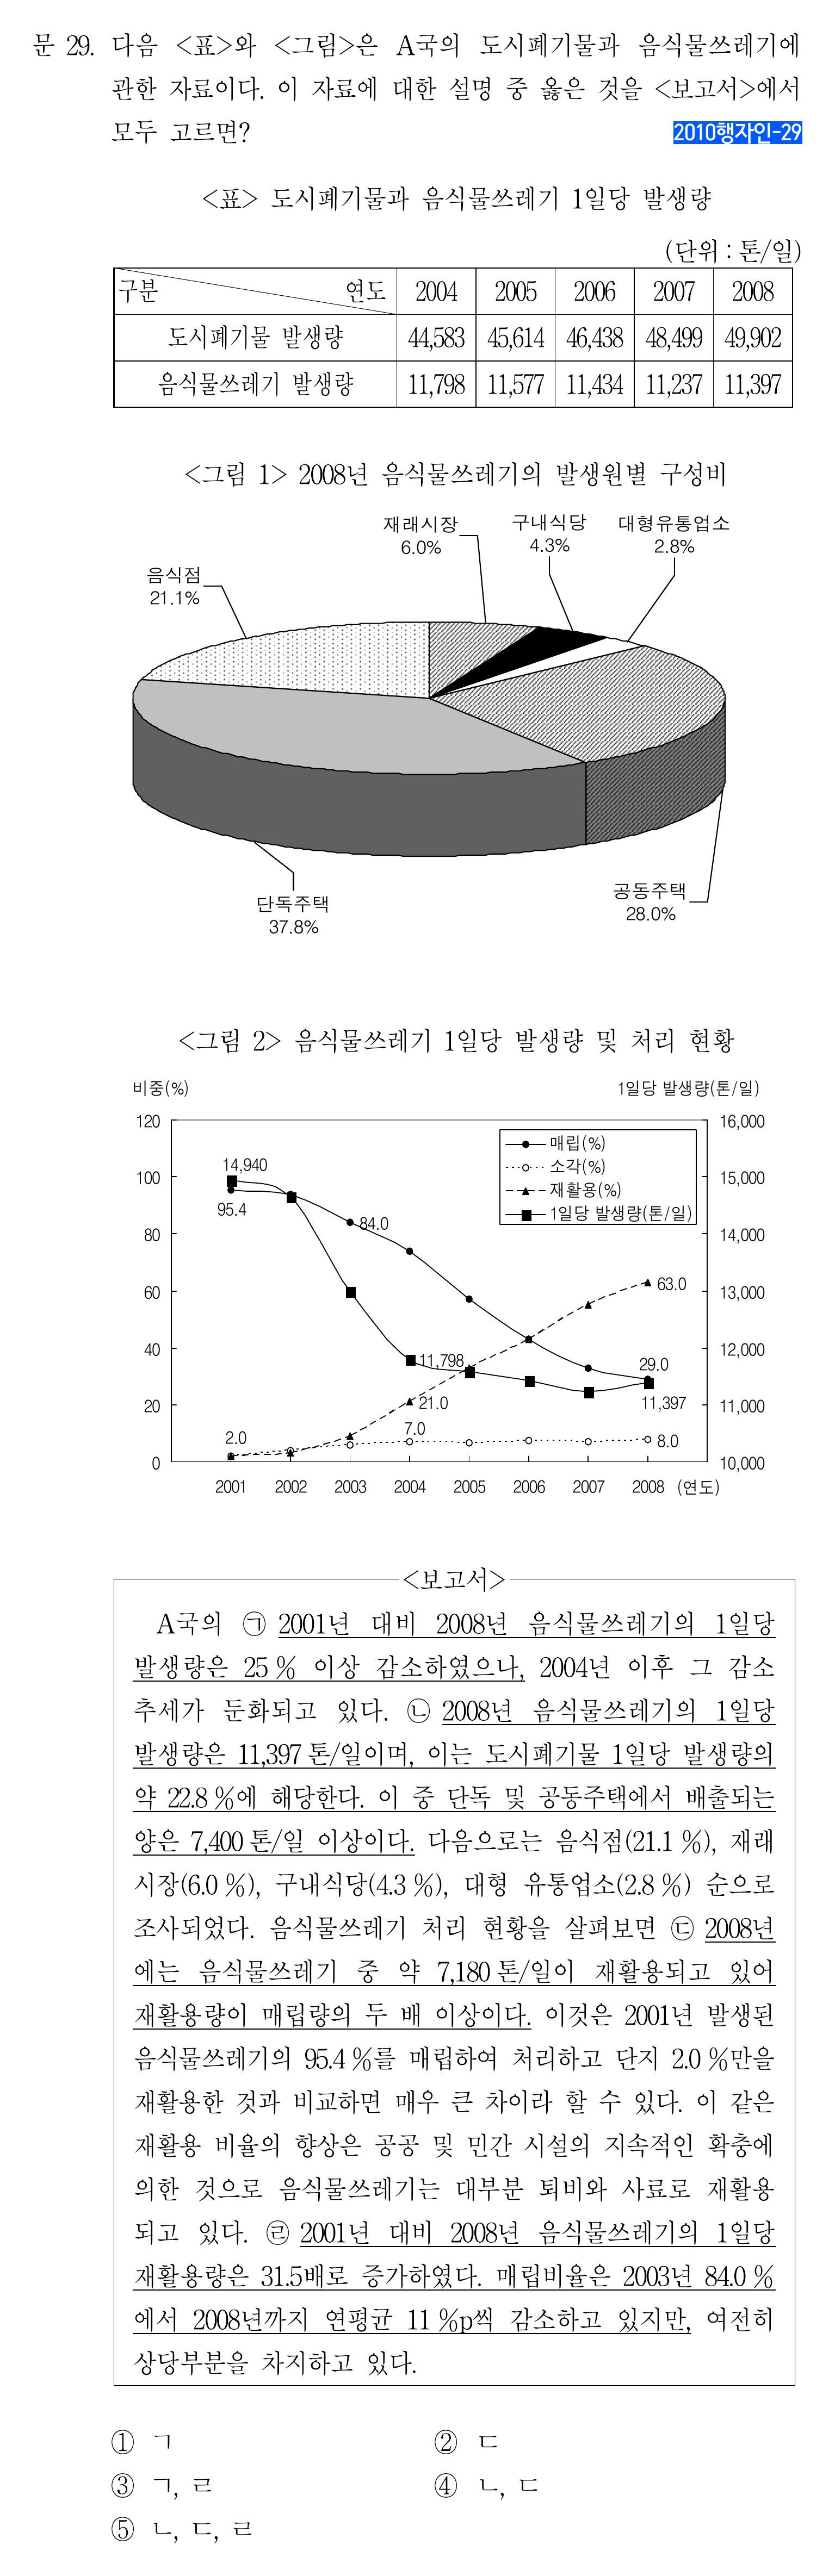 문 29. 다음 <표>와 <그림>은 A국의 도시폐기물과 음식물쓰레기에
관한 자료이다. 이 자료에 대한 설명 중 옳은 것을 <보고서>에서
모두 고르면?
2010행자인-29
<표> 도시폐기물과 음식물쓰레기 1일당 발생량
(단위 : 톤/일)
구분 연도 2004 2005 2006 2007 2008
도시폐기물 발생량 44,583 45,614 46,438 48,499 49,902
음식물쓰레기 발생량 11,798 11,577 11,434 11,237 11,397
<그림 1> 2008년 음식물쓰레기의 발생원별 구성비
재래시장
6.0%
구내식당
4.3%
대형유통업소
2.8%
음식점
21.1%
단독주택
37.8%
공동주택
28.0%
<그림 2> 음식물쓰레기 1일당 발생량 및 처리 현황
비중(%) 1일당 발생량(톤/일)
120 16,000
100 15,000
80 14,000
60 13,000
40 12,000
20 11,000
0 10,000
매립(%)
소각(%)
재활용(%)
1일당 발생량(톤/일)
14,940
95.4
84.0
63.0
11,798
29.0
21.0
11,397
7.0
2.0
8.0
2001 2002 2003 2004 2005 2006 2007 2008 (연도)
<보고서>
A국의 ㉠ 2001년 대비 2008년 음식물쓰레기의 1일당
발생량은 25 % 이상 감소하였으나, 2004년 이후 그 감소
추세가 둔화되고 있다. ㉡ 2008년 음식물쓰레기의 1일당
발생량은 11,397 톤/일이며, 이는 도시폐기물 1일당 발생량의
약 22.8 %에 해당한다. 이 중 단독 및 공동주택에서 배출되는
양은 7,400 톤/일 이상이다. 다음으로는 음식점(21.1 %), 재래
시장(6.0 %), 구내식당(4.3 %), 대형 유통업소(2.8 %) 순으로
조사되었다. 음식물쓰레기 처리 현황을 살펴보면 ㉢ 2008년
에는 음식물쓰레기 중 약 7,180 톤/일이 재활용되고 있어
재활용량이 매립량의 두 배 이상이다. 이것은 2001년 발생된
음식물쓰레기의 95.4 %를 매립하여 처리하고 단지 2.0 %만을
재활용한 것과 비교하면 매우 큰 차이라 할 수 있다. 이 같은
재활용 비율의 향상은 공공 및 민간 시설의 지속적인 확충에
의한 것으로 음식물쓰레기는 대부분 퇴비와 사료로 재활용
되고 있다. ㉣ 2001년 대비 2008년 음식물쓰레기의 1일당
재활용량은 31.5배로 증가하였다. 매립비율은 2003년 84.0 %
에서 2008년까지 연평균 11 %p씩 감소하고 있지만, 여전히
상당부분을 차지하고 있다.
① ㄱ ② ㄷ
③ ㄱ, ㄹ ④ ㄴ, ㄷ
⑤ ㄴ, ㄷ, ㄹ